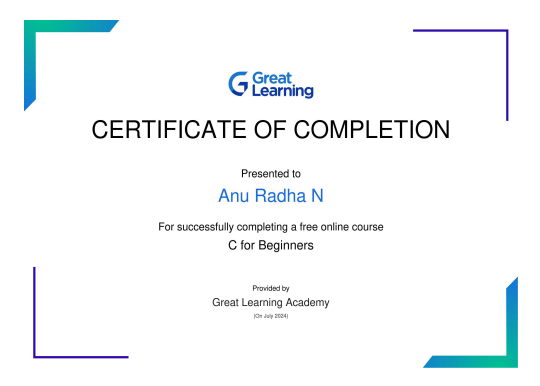 Great
Learning
CERTIFICATE OF COMPLETION
Presented to
Anu Radha N
For successfully completing a free online course
C for Beginners
Provided by
Great Learning Academy
(On July 2024)